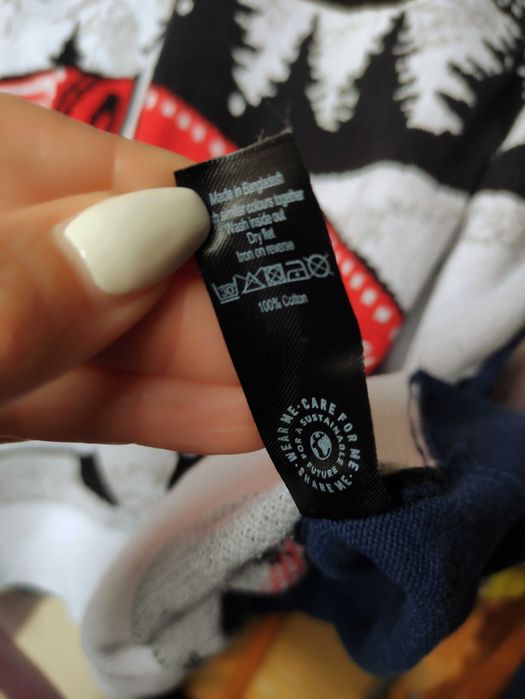 Made in Bangladesh
similar colours together
Wash inside out
Dry flat
Iron on reverse
30
100% Cotton
WEAR ME · CARE FOR ME · SHARE ME ·
FOR A SUSTAINABLE FUTURE